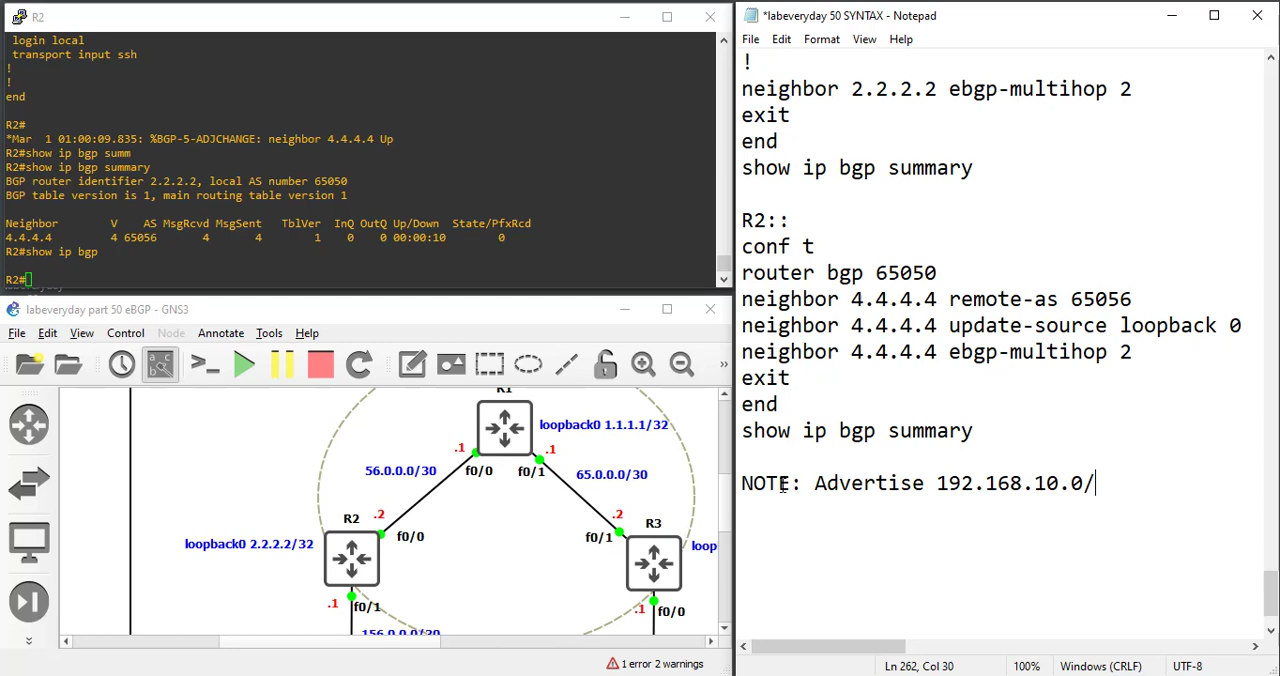 R2
login local
transport input ssh
!
!
end
R2#
*Mar  1 01:00:09.835: %BGP-5-ADJCHANGE: neighbor 4.4.4.4 Up
R2#show ip bgp summ
R2#show ip bgp summary
BGP router identifier 2.2.2.2, local AS number 65050
BGP table version is 1, main routing table version 1
Neighbor        V    AS MsgRcvd MsgSent   TblVer  InQ OutQ Up/Down  State/PfxRcd
4.4.4.4         4 65056       4       4        1    0    0 00:00:10        0
R2#show ip bgp
R2#
labeveryday part 50 eBGP - GNS3
File Edit View Control Node Annotate Tools Help
R1
loopback0 1.1.1.1/32
.1
.1
56.0.0.0/30
f0/0
f0/1
65.0.0.0/30
R2
.2
.2
R3
loopback0 2.2.2.2/32
f0/0
f0/1
loop
.1
f0/1
.1
f0/0
156.0.0.0/30
1 error 2 warnings
*labeveryday 50 SYNTAX - Notepad
File Edit Format View Help
!
neighbor 2.2.2.2 ebgp-multihop 2
exit
end
show ip bgp summary
R2::
conf t
router bgp 65050
neighbor 4.4.4.4 remote-as 65056
neighbor 4.4.4.4 update-source loopback 0
neighbor 4.4.4.4 ebgp-multihop 2
exit
end
show ip bgp summary
NOTE: Advertise 192.168.10.0/
Ln 262, Col 30
100%
Windows (CRLF)
UTF-8